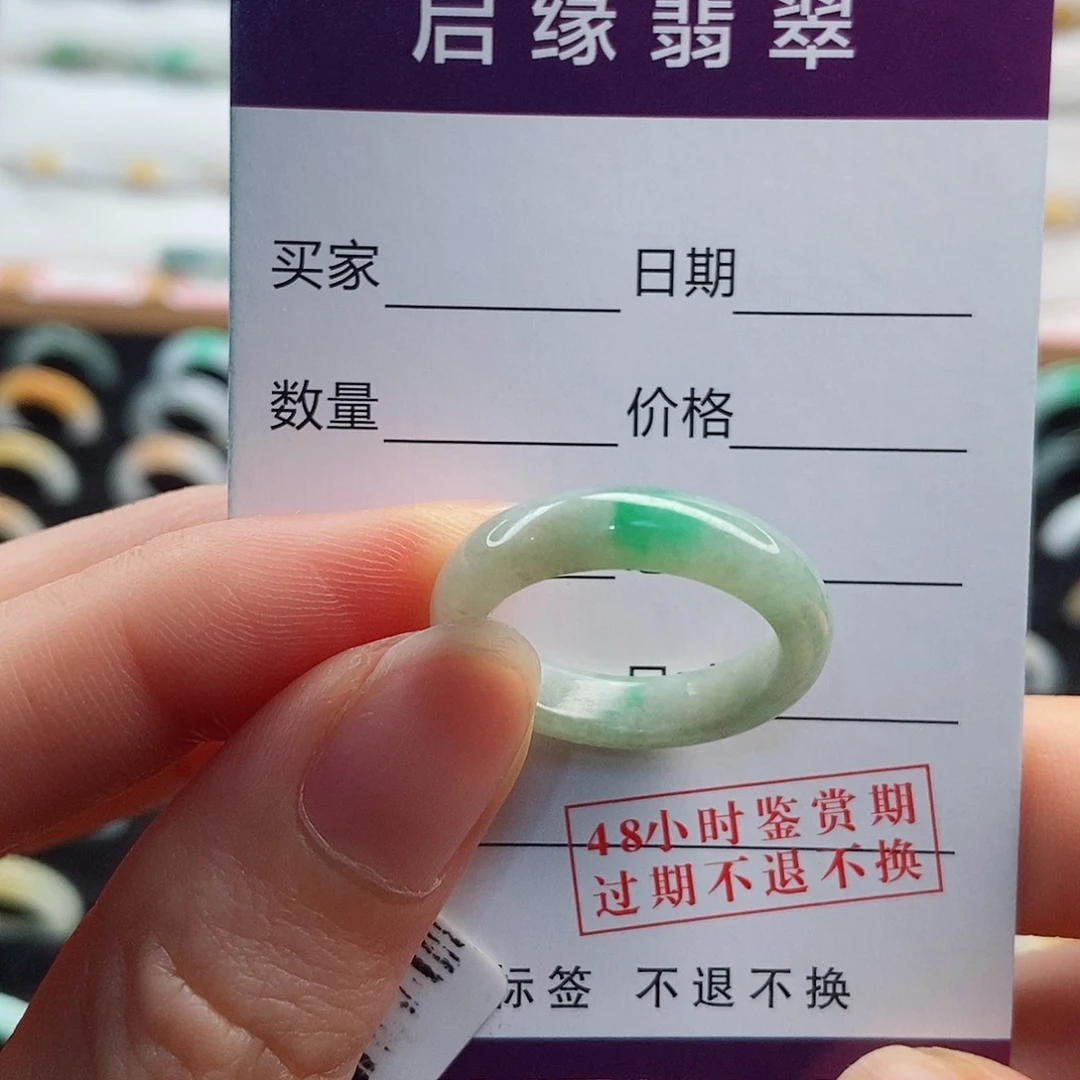 启缘翡翠
买家 日期
数量 价格
48小时鉴赏期
过期不退不换
标签 不退不换